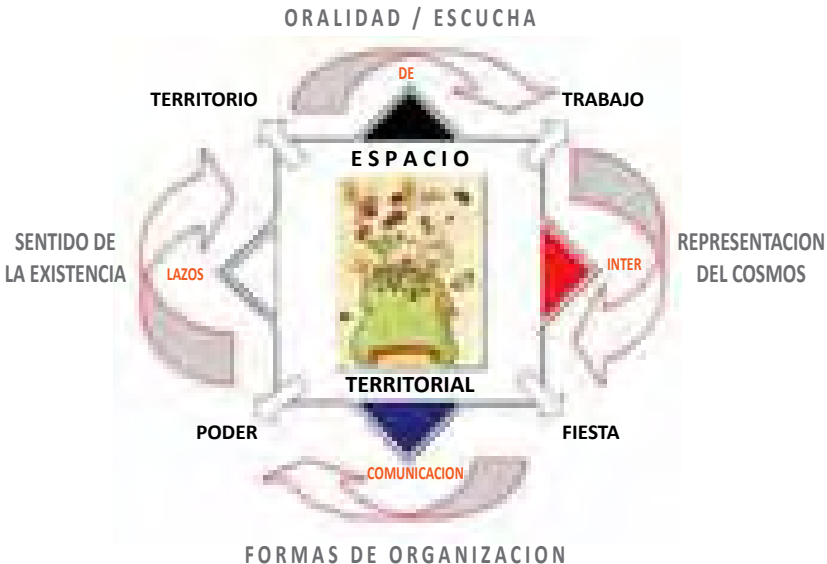 ORALIDAD / ESCUCHA
DE
TERRITORIO
TRABAJO
ESPACIO
SENTIDO DE
LA EXISTENCIA
LAZOS
INTER
REPRESENTACION
DEL COSMOS
TERRITORIAL
PODER
FIESTA
COMUNICACION
FORMAS DE ORGANIZACION